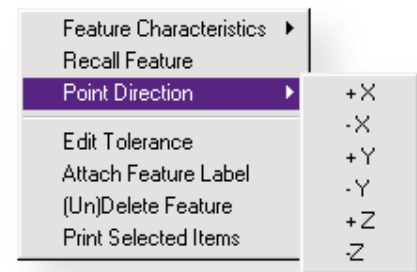 Feature Characteristics
Recall Feature
Point Direction
Edit Tolerance
Attach Feature Label
(Un)Delete Feature
Print Selected Items
+X
-X
+Y
-Y
+Z
-Z